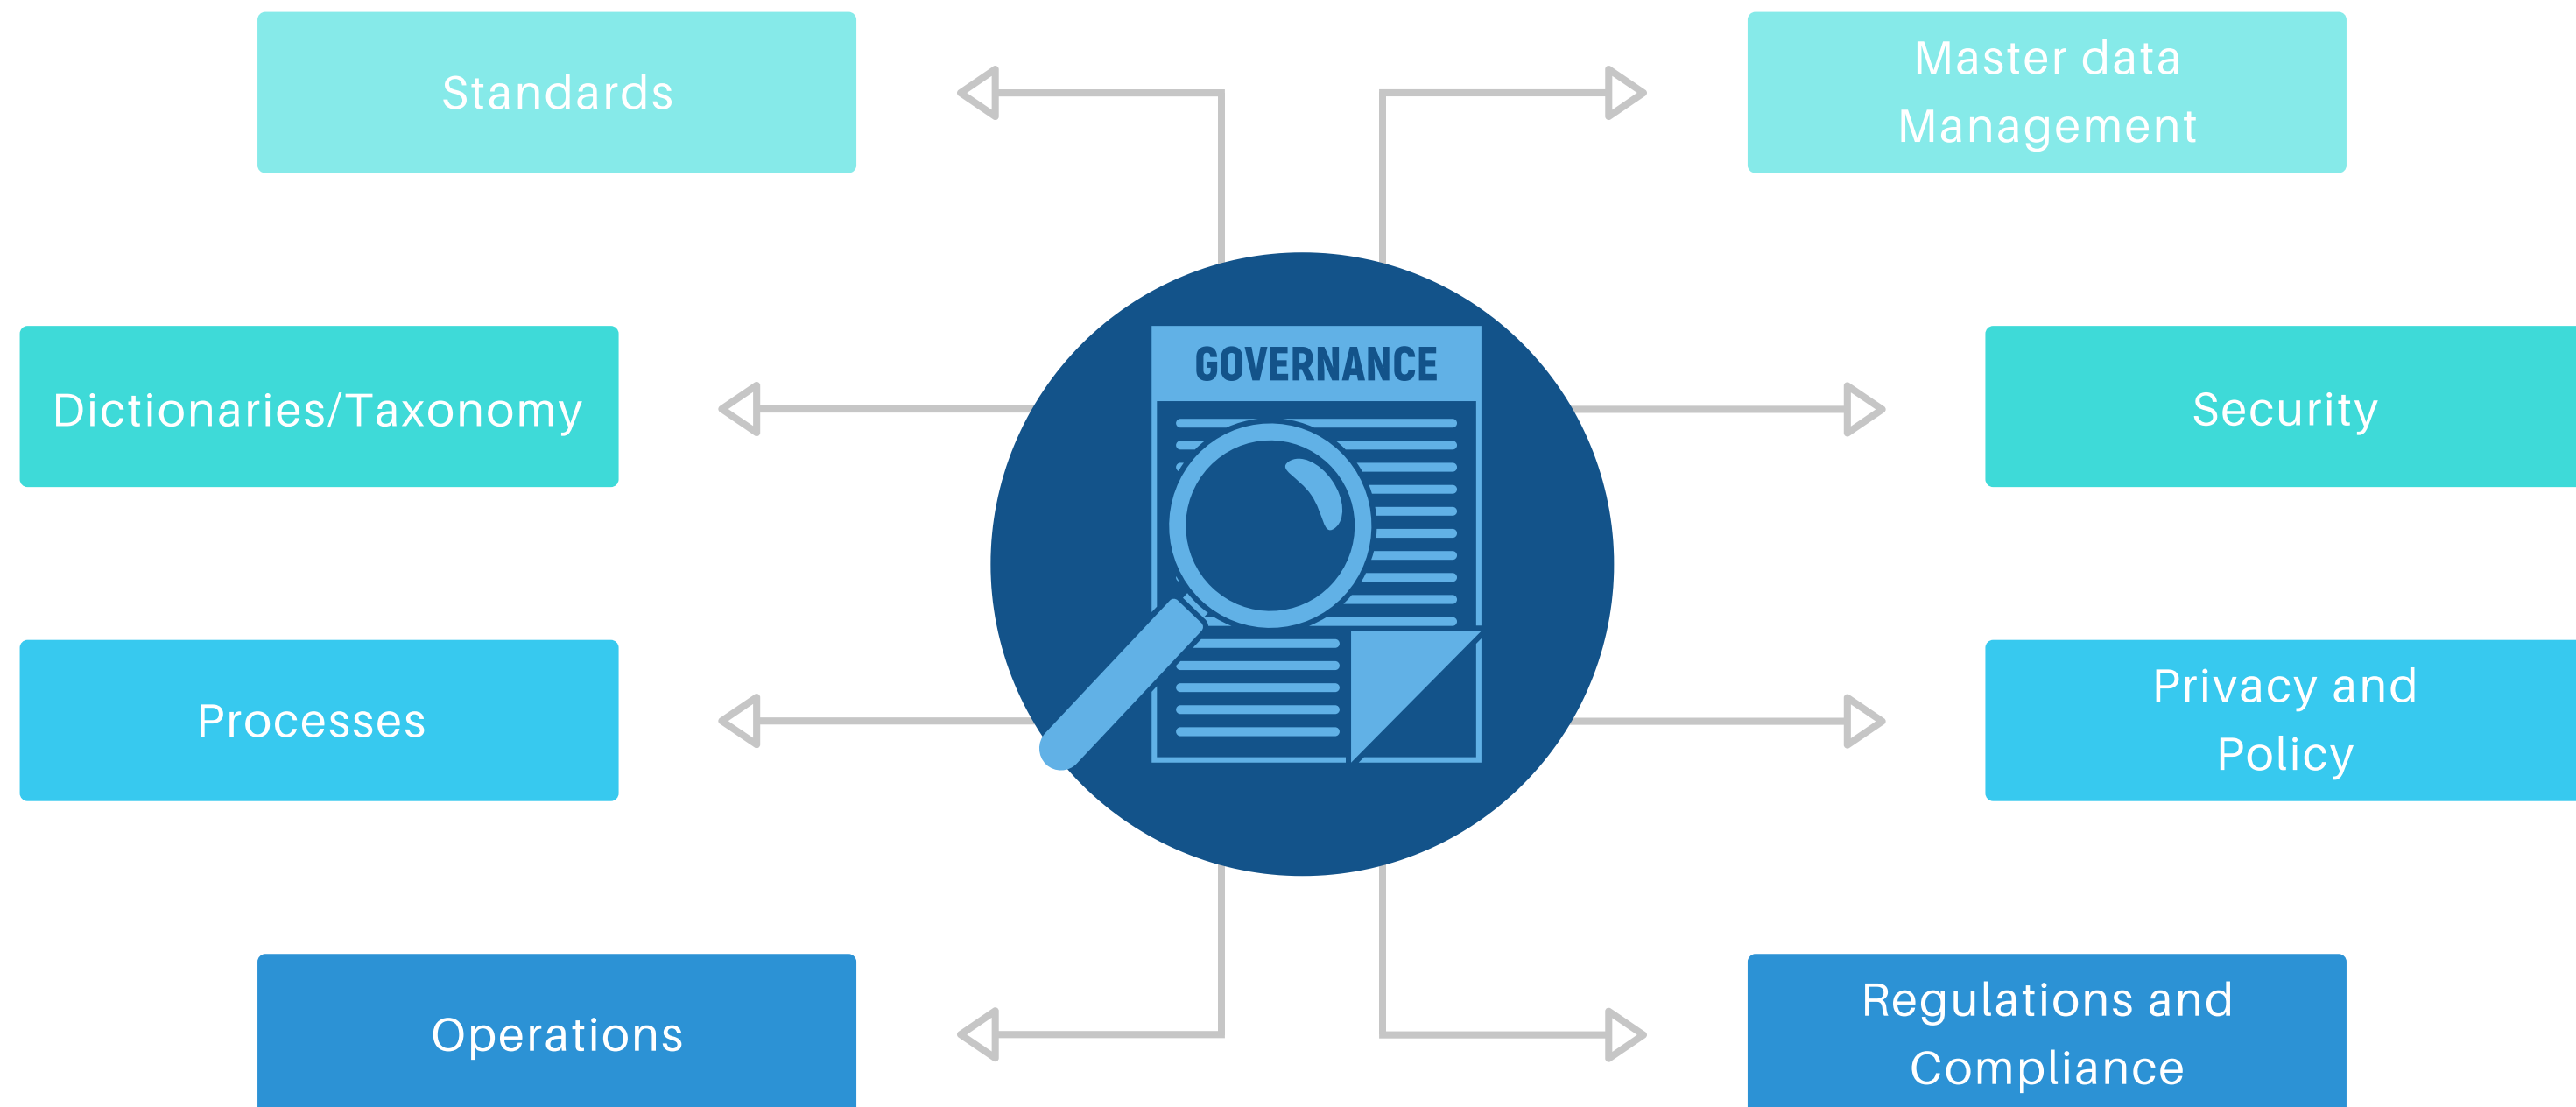 Standards
Master data
Management
GOVERNANCE
Dictionaries/Taxonomy
Security
Processes
Privacy and
Policy
Operations
Regulations and
Compliance